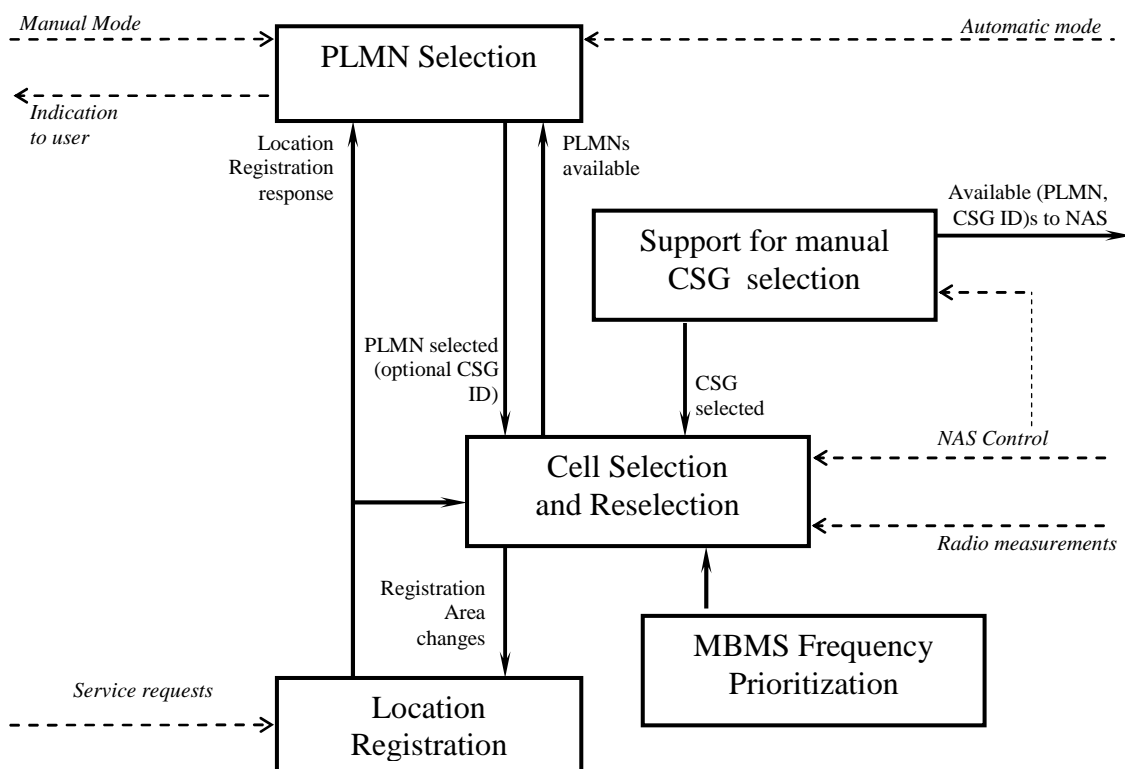 Manual Mode
Automatic mode
PLMN Selection
Indication
to user
Location
Registration
response
PLMNs
available
Available (PLMN,
CSG ID)s to NAS
Support for manual
CSG selection
PLMN selected
(optional CSG
ID)
CSG
selected
NAS Control
Cell Selection
and Reselection
Radio measurements
Registration
Area
changes
MBMS Frequency
Prioritization
Service requests
Location
Registration